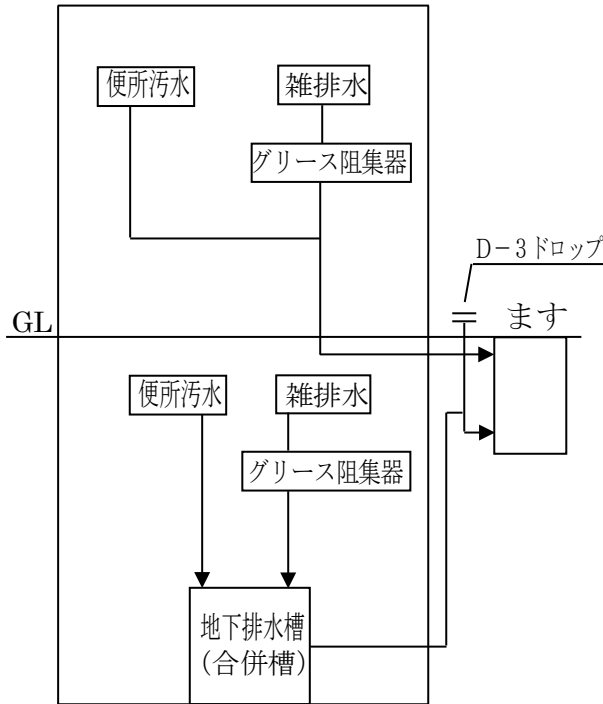 便所汚水
雑排水
グリース阻集器
D−3ドロップ
GL
ます
便所汚水
雑排水
グリース阻集器
地下排水槽
(合併槽)